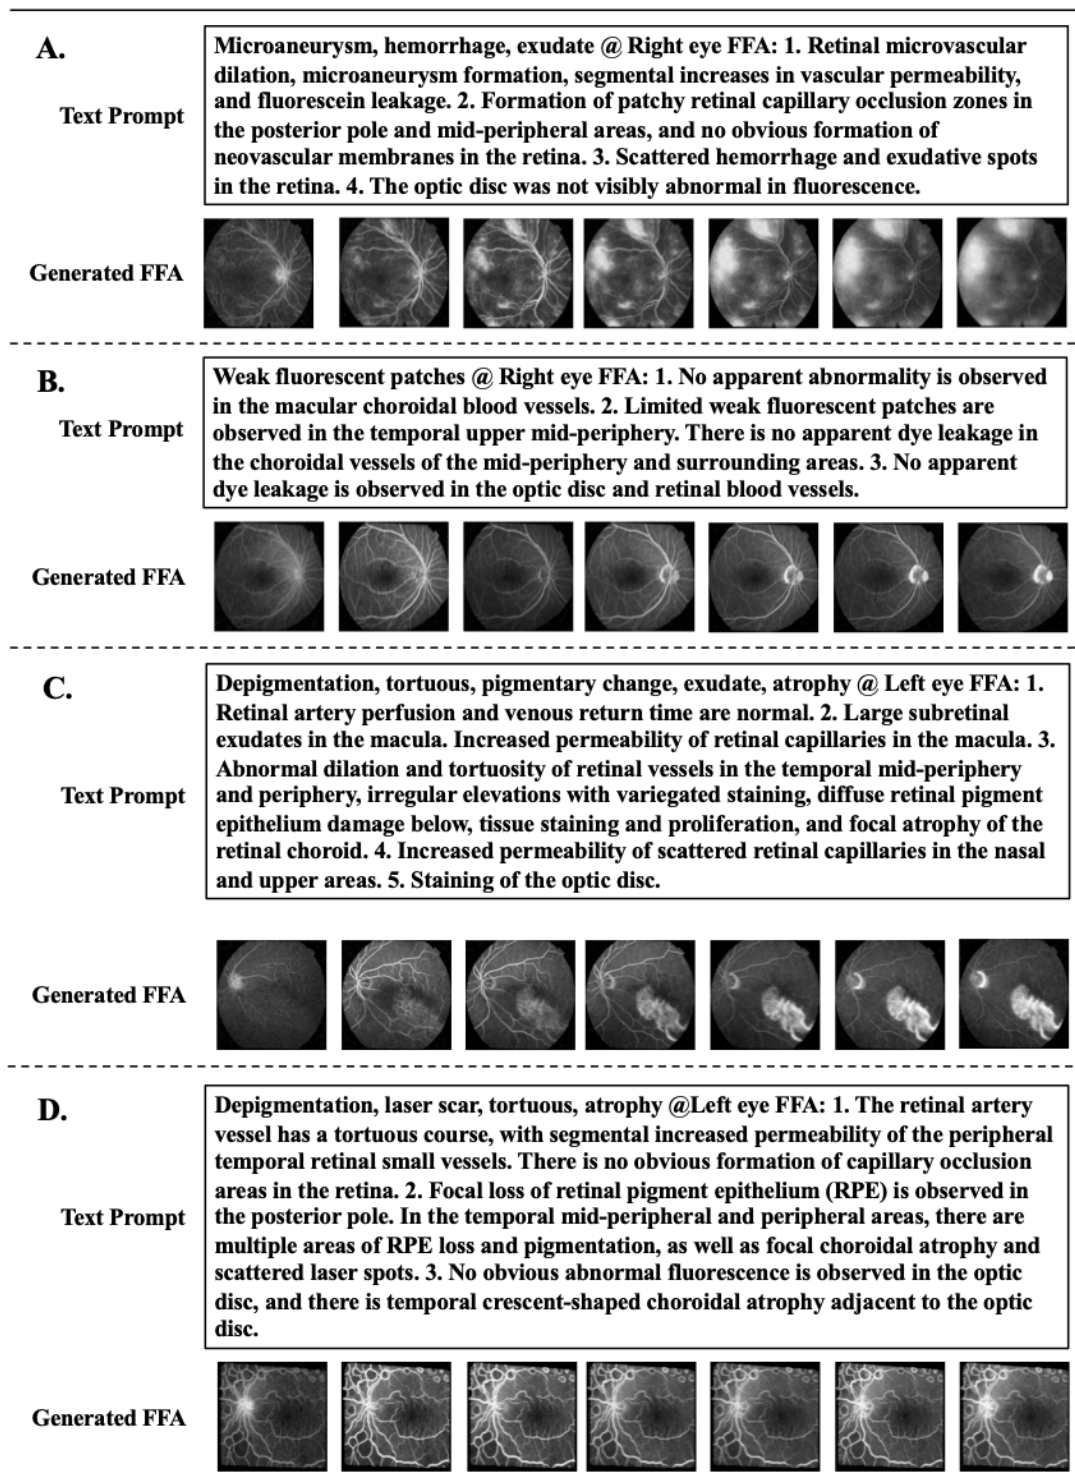 A.
Text Prompt
Microaneurysm, hemorrhage, exudate @ Right eye FFA: 1. Retinal microvascular
dilation, microaneurysm formation, segmental increases in vascular permeability,
and fluorescein leakage. 2. Formation of patchy retinal capillary occlusion zones in
the posterior pole and mid-peripheral areas, and no obvious formation of
neovascular membranes in the retina. 3. Scattered hemorrhage and exudative spots
in the retina. 4. The optic disc was not visibly abnormal in fluorescence.
Generated FFA
B.
Text Prompt
Weak fluorescent patches @ Right eye FFA: 1. No apparent abnormality is observed
in the macular choroidal blood vessels. 2. Limited weak fluorescent patches are
observed in the temporal upper mid-periphery. There is no apparent dye leakage in
the choroidal vessels of the mid-periphery and surrounding areas. 3. No apparent
dye leakage is observed in the optic disc and retinal blood vessels.
Generated FFA
C.
Text Prompt
Depigmentation, tortuous, pigmentary change, exudate, atrophy @ Left eye FFA: 1.
Retinal artery perfusion and venous return time are normal. 2. Large subretinal
exudates in the macula. Increased permeability of retinal capillaries in the macula. 3.
Abnormal dilation and tortuosity of retinal vessels in the temporal mid-periphery
and periphery, irregular elevations with variegated staining, diffuse retinal pigment
epithelium damage below, tissue staining and proliferation, and focal atrophy of the
retinal choroid. 4. Increased permeability of scattered retinal capillaries in the nasal
and upper areas. 5. Staining of the optic disc.
Generated FFA
D.
Text Prompt
Depigmentation, laser scar, tortuous, atrophy @Left eye FFA: 1. The retinal artery
vessel has a tortuous course, with segmental increased permeability of the peripheral
temporal retinal small vessels. There is no obvious formation of capillary occlusion
areas in the retina. 2. Focal loss of retinal pigment epithelium (RPE) is observed in
the posterior pole. In the temporal mid-peripheral and peripheral areas, there are
multiple areas of RPE loss and pigmentation, as well as focal choroidal atrophy and
scattered laser spots. 3. No obvious abnormal fluorescence is observed in the optic
disc, and there is temporal crescent-shaped choroidal atrophy adjacent to the optic
disc.
Generated FFA